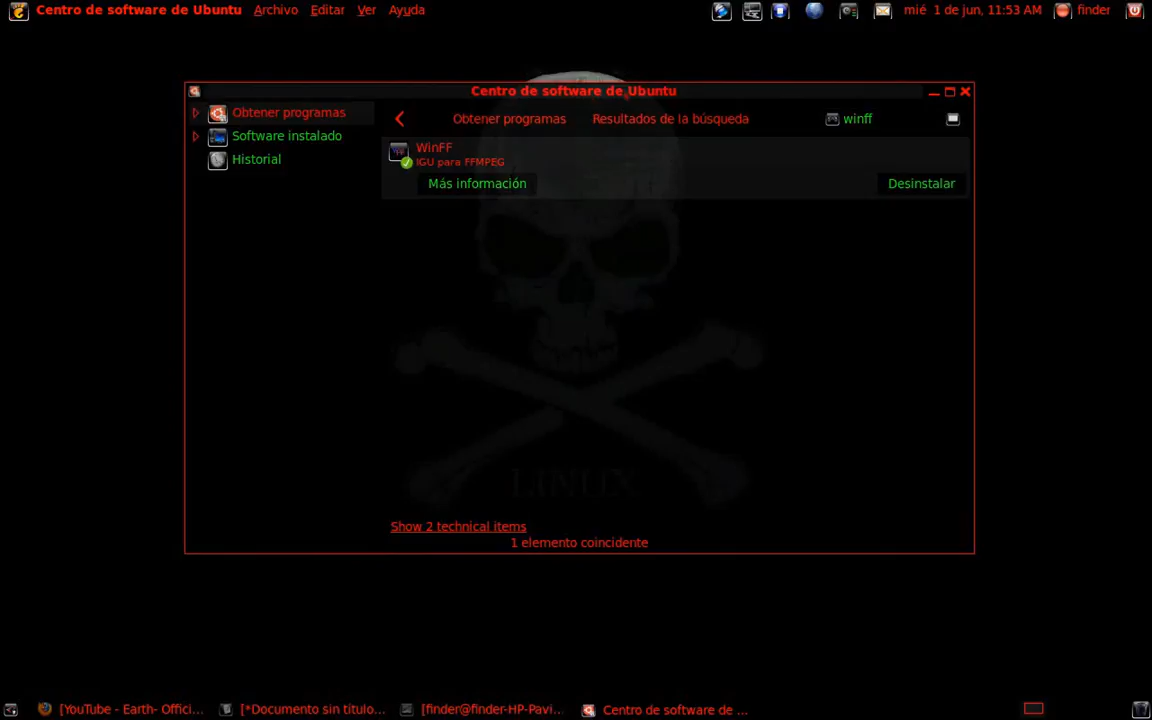 Centro de software de Ubuntu Archivo Editar Ver Ayuda mié 1 de jun, 11:53 AM finder
Centro de software de Ubuntu
Obtener programas
Software instalado
Historial
Obtener programas Resultados de la búsqueda winff
WinFF
IGU para FFMPEG
Más información Desinstalar
LINUX
Show 2 technical items
1 elemento coincidente
[YouTube - Earth- Offici... [*Documento sin título... [finder@finder-HP-Pavi... Centro de software de ...